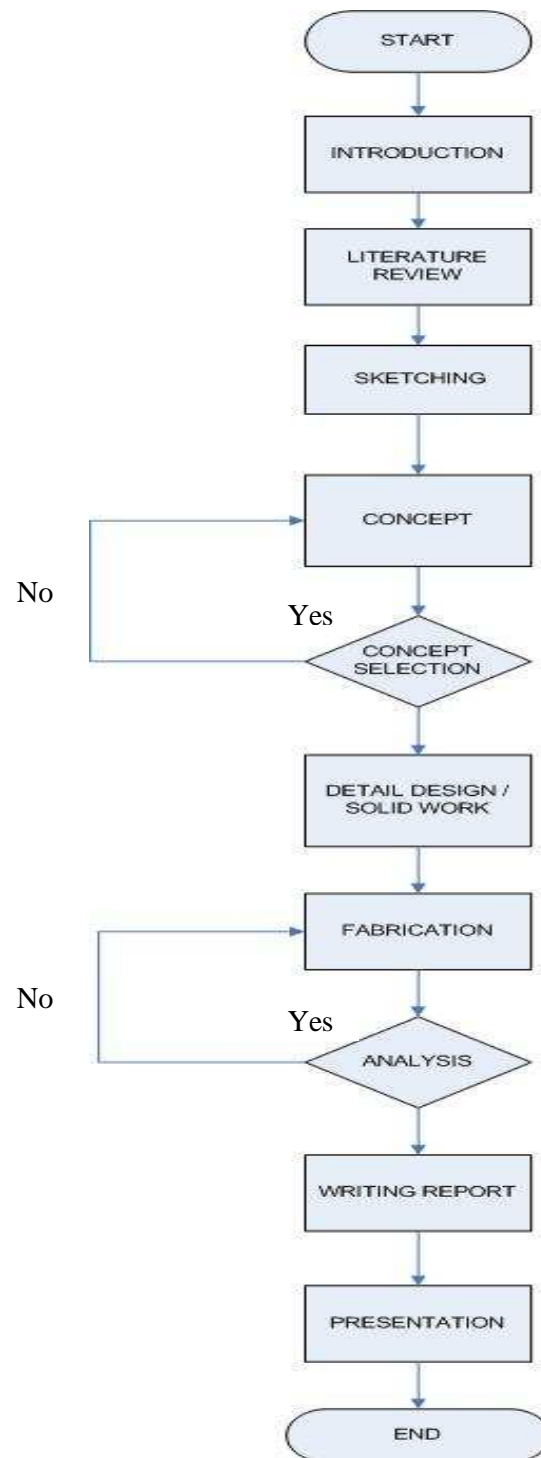 START
INTRODUCTION
LITERATURE
REVIEW
SKETCHING
CONCEPT
No
Yes
CONCEPT
SELECTION
DETAIL DESIGN /
SOLID WORK
FABRICATION
No
Yes
ANALYSIS
WRITING REPORT
PRESENTATION
END